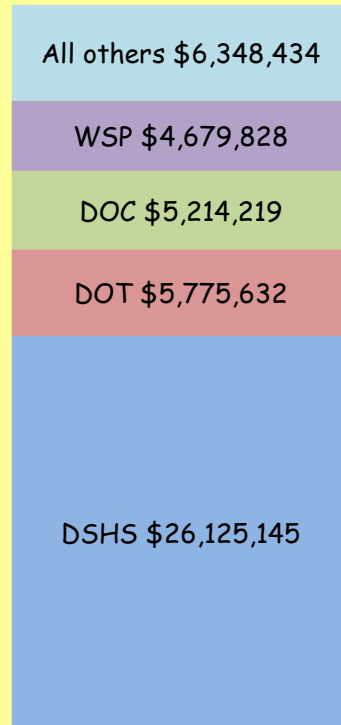 All others $6,348,434
WSP $4,679,828
DOC $5,214,219
DOT $5,775,632
DSHS $26,125,145